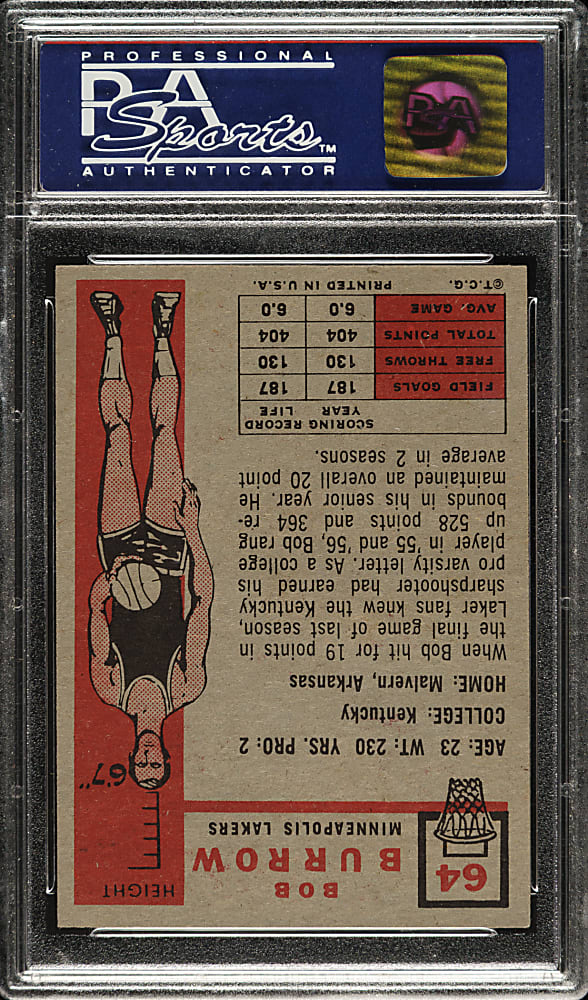 PROFESSIONAL
PSA
Sports™
AUTHENTICATOR
PSA
64
BOB
BURROW
MINNEAPOLIS LAKERS
HEIGHT
6'7"
AGE: 23 WT: 230 YRS. PRO: 2
COLLEGE: Kentucky
HOME: Malvern, Arkansas
When Bob hit for 19 points in
the final game of last season,
Laker fans knew the Kentucky
sharpshooter had earned his
pro varsity letter. As a college
player in '55 and '56, Bob rang
up 528 points and 364 re-
bounds in his senior year. He
maintained an overall 20 point
average in 2 seasons.
SCORING RECORD YEAR LIFE
FIELD GOALS 187 187
FREE THROWS 130 130
TOTAL POINTS 404 404
AVG GAME 6.0 6.0
©T.C.G. PRINTED IN U.S.A.